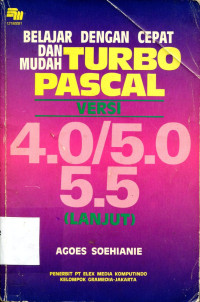 BELAJAR DENGAN CEPAT
DAN
MUDAH TURBO
PASCAL
VERSI
4.0/5.0
5.5
(LANJUT)
AGOES SOEHIANIE
PENERBIT PT ELEX MEDIA KOMPUTINDO
KELOMPOK GRAMEDIA-JAKARTA